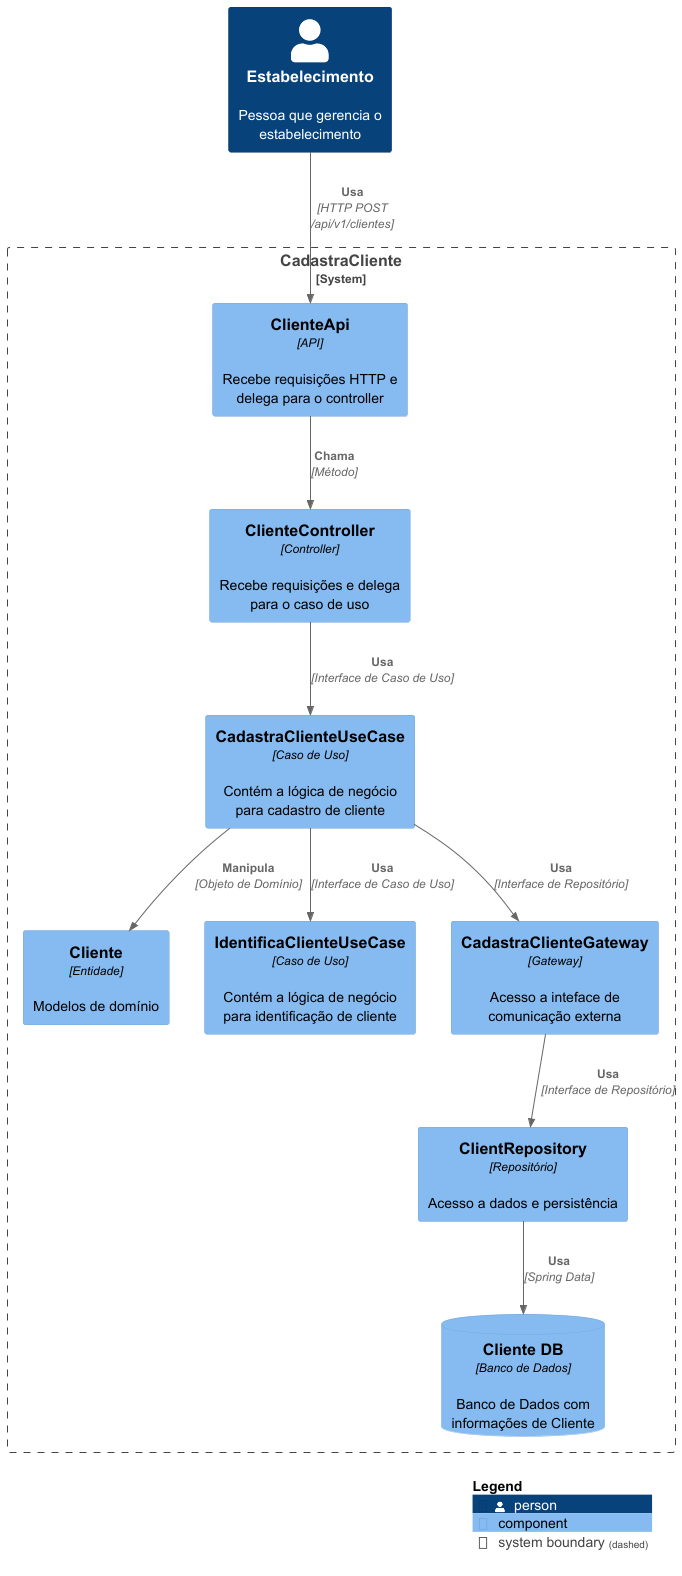 Estabelecimento
Pessoa que gerencia o
estabelecimento
Usa
[HTTP POST
/api/v1/clientes]
CadastraCliente
[System]
ClienteApi
[API]
Recebe requisições HTTP e
delega para o controller
Chama
[Método]
ClienteController
[Controller]
Recebe requisições e delega
para o caso de uso
Usa
[Interface de Caso de Uso]
CadastraClienteUseCase
[Caso de Uso]
Contém a lógica de negócio
para cadastro de cliente
Manipula
[Objeto de Domínio]
Usa
[Interface de Caso de Uso]
Usa
[Interface de Repositório]
Cliente
[Entidade]
Modelos de domínio
IdentificaClienteUseCase
[Caso de Uso]
Contém a lógica de negócio
para identificação de cliente
CadastraClienteGateway
[Gateway]
Acesso a inteface de
comunicação externa
Usa
[Interface de Repositório]
ClientRepository
[Repositório]
Acesso a dados e persistência
Usa
[Spring Data]
Cliente DB
[Banco de Dados]
Banco de Dados com
informações de Cliente
Legend
person
component
system boundary (dashed)